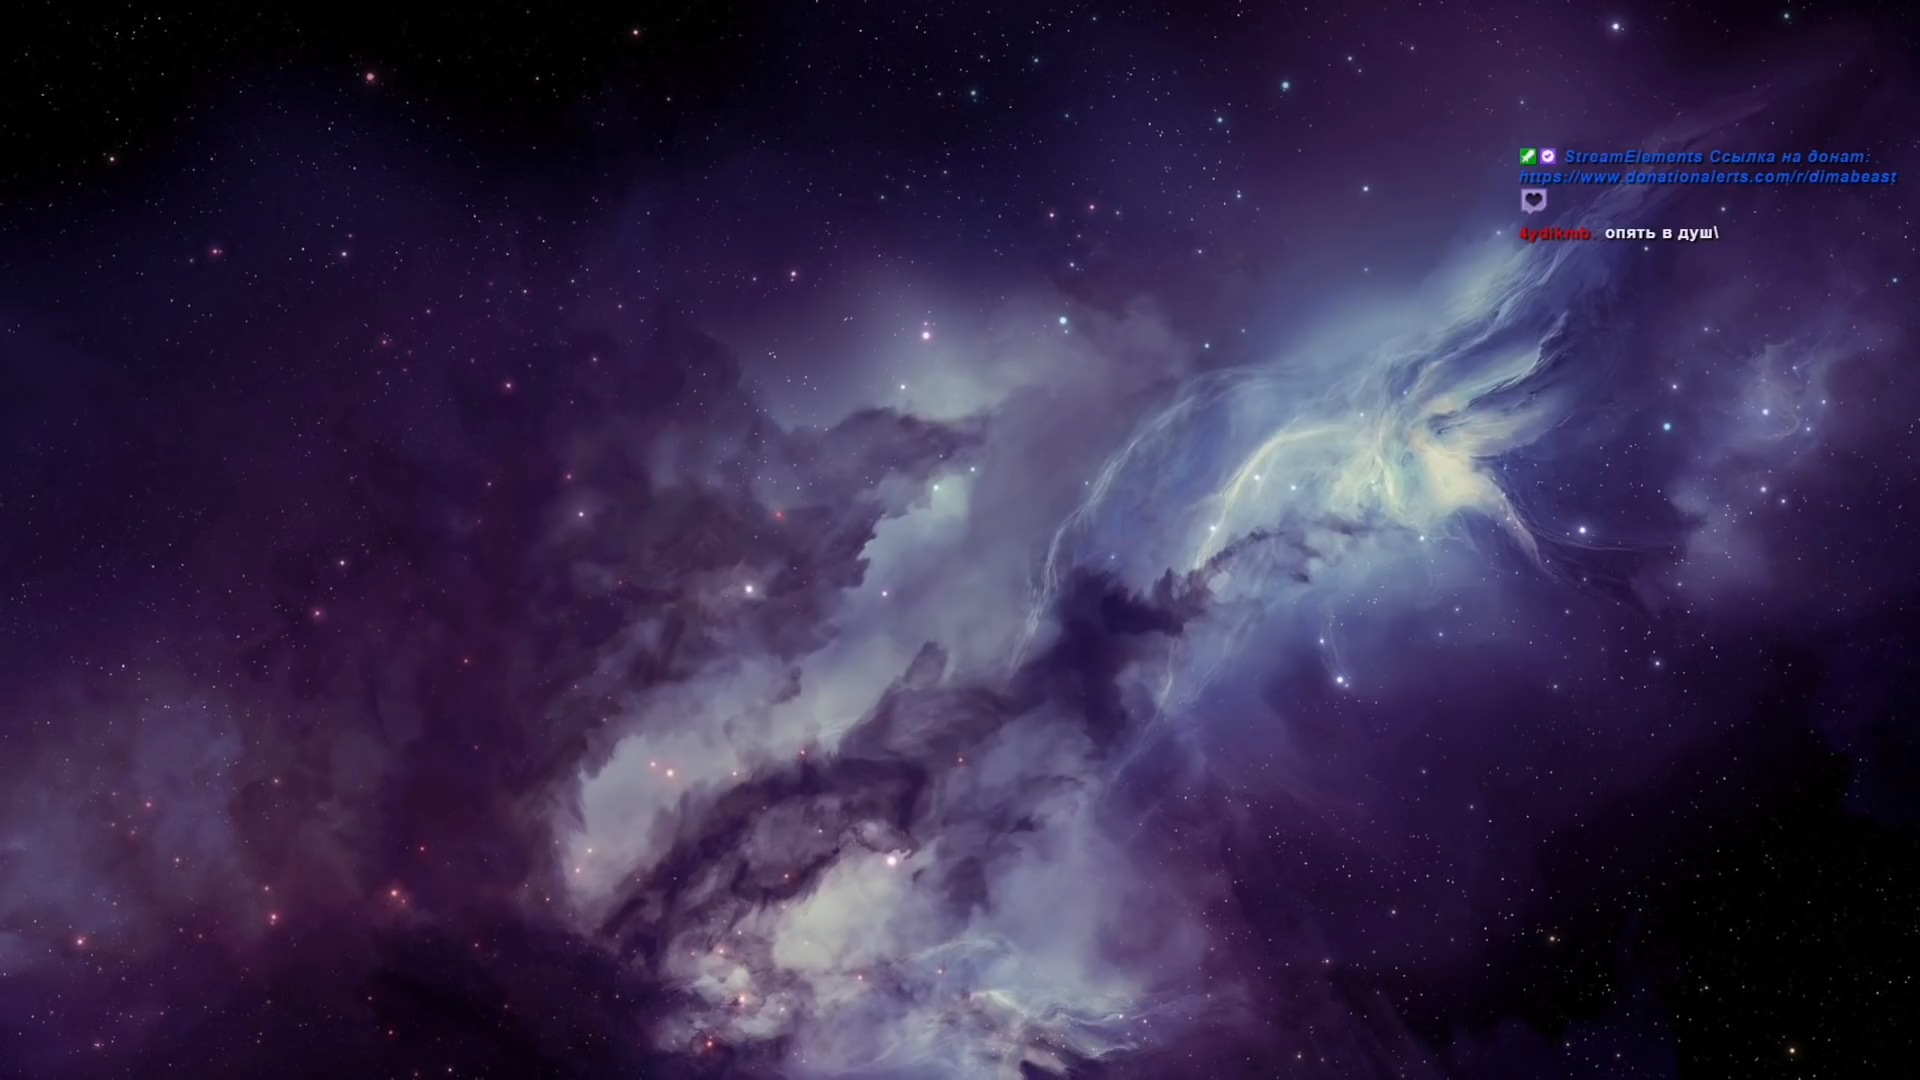 StreamElements Ссылка на донат:
https://www.donationalerts.com/r/dimabeast
4ydikmb: опять в душ\